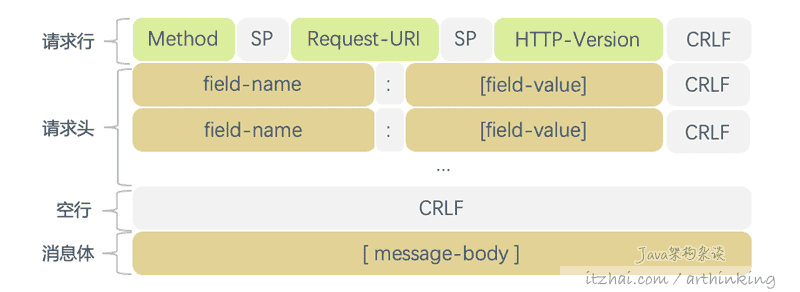 请求行 Method SP Request-URI SP HTTP-Version CRLF
field-name : [field-value] CRLF
请求头 field-name : [field-value] CRLF
...
空行 CRLF
消息体 [ message-body ]
Java架构杂谈
itzhai.com / arthinking